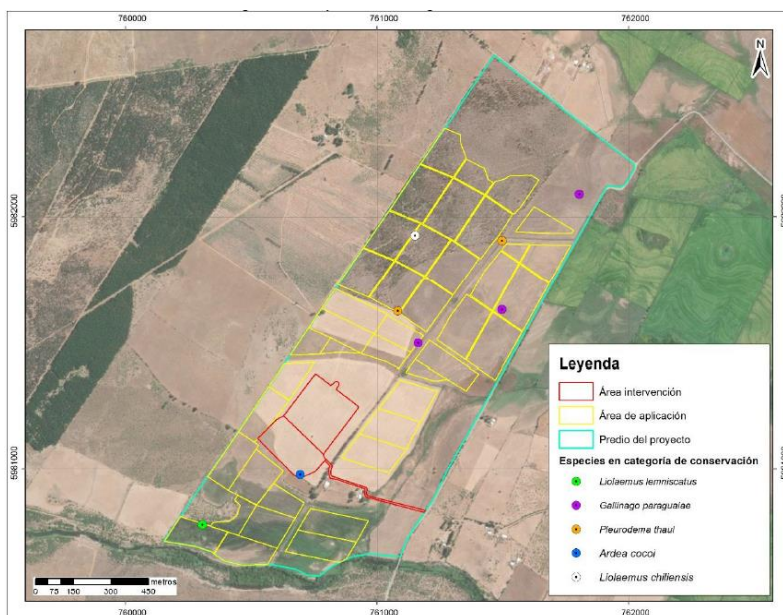 760000
761000
762000
N
5982000
5981000
Leyenda
Área intervención
Área de aplicación
Predio del proyecto
Especies en categoría de conservación
Liolaemus lemniscatus
Gallinago paraguaiae
Pleurodema thaul
Ardea cocoi
Liolaemus chiliensis
metros
0 75 150 300 450
760000
761000
762000